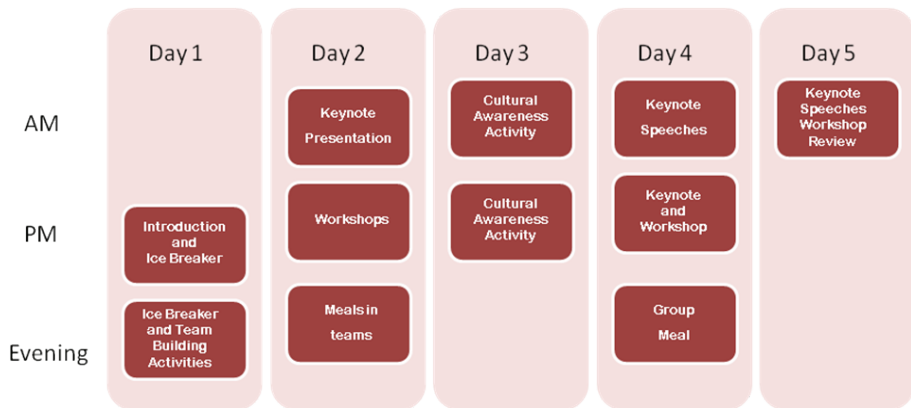 Day 1
Day 2
Day 3
Day 4
Day 5
AM
Keynote
Presentation
Cultural
Awareness
Activity
Keynote
Speeches
Keynote
Speeches
Workshop
Review
PM
Introduction
and
Ice Breaker
Workshops
Cultural
Awareness
Activity
Keynote
and
Workshop
Evening
Ice Breaker
and Team
Building
Activities
Meals in
teams
Group
Meal